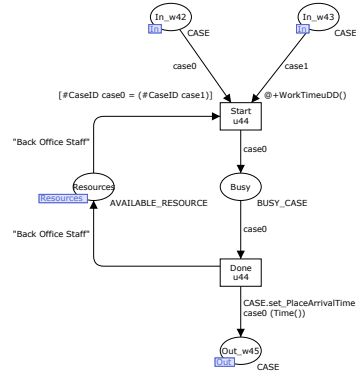 In_w42
In_w43
In
CASE
In
CASE
case0
case1
[#CaseID case0 = (#CaseID case1)]
@+WorkTimeuDD()
Start
u44
"Back Office Staff"
case0
Resources
Busy
Resources
AVAILABLE_RESOURCE
BUSY_CASE
"Back Office Staff"
case0
Done
u44
CASE.set_PlaceArrivalTime
case0 (Time())
Out_w45
Out
CASE